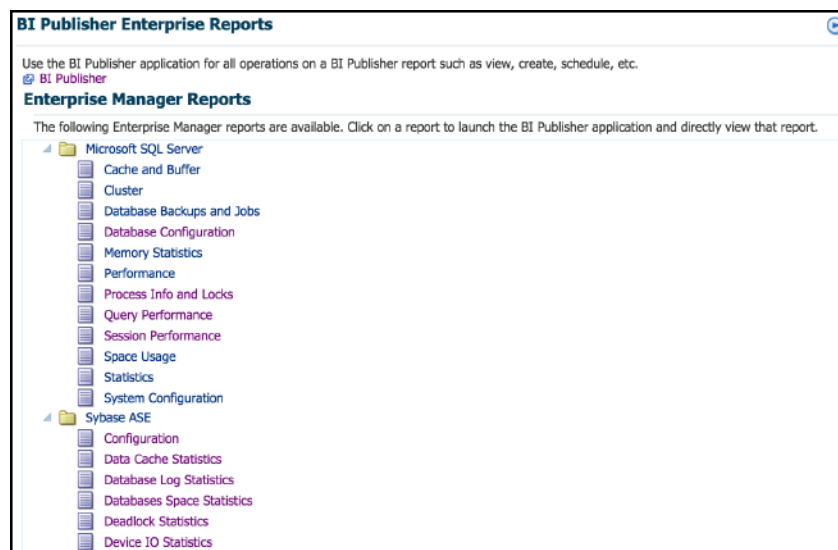 BI Publisher Enterprise Reports
Use the BI Publisher application for all operations on a BI Publisher report such as view, create, schedule, etc.
BI Publisher
Enterprise Manager Reports
The following Enterprise Manager reports are available. Click on a report to launch the BI Publisher application and directly view that report.
Microsoft SQL Server
Cache and Buffer
Cluster
Database Backups and Jobs
Database Configuration
Memory Statistics
Performance
Process Info and Locks
Query Performance
Session Performance
Space Usage
Statistics
System Configuration
Sybase ASE
Configuration
Data Cache Statistics
Database Log Statistics
Databases Space Statistics
Deadlock Statistics
Device IO Statistics